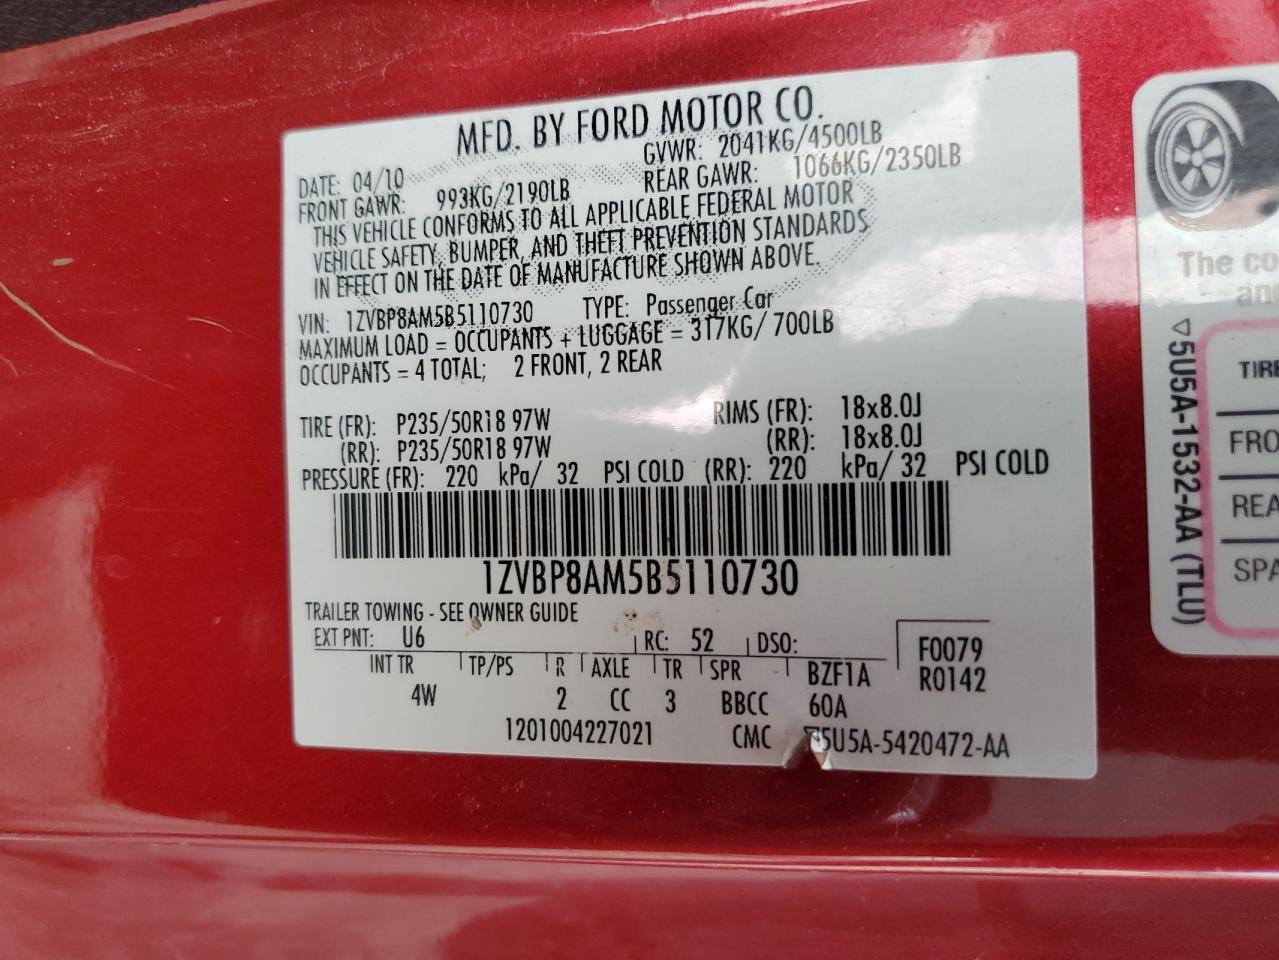 MFD. BY FORD MOTOR CO.
DATE: 04/10 GVWR: 2041KG/4500LB
FRONT GAWR: 993KG/2190LB REAR GAWR: 1066KG/2350LB
THIS VEHICLE CONFORMS TO ALL APPLICABLE FEDERAL MOTOR
VEHICLE SAFETY, BUMPER, AND THEFT PREVENTION STANDARDS
IN EFFECT ON THE DATE OF MANUFACTURE SHOWN ABOVE.
VIN: 1ZVBP8AM5B5110730 TYPE: Passenger Car
MAXIMUM LOAD = OCCUPANTS + LUGGAGE = 317KG/ 700LB
OCCUPANTS = 4 TOTAL; 2 FRONT, 2 REAR
TIRE (FR): P235/50R18 97W RIMS (FR): 18x8.0J
(RR): P235/50R18 97W (RR): 18x8.0J
PRESSURE (FR): 220 kPa/ 32 PSI COLD (RR): 220 kPa/ 32 PSI COLD
1ZVBP8AM5B5110730
TRAILER TOWING - SEE OWNER GUIDE
EXT PNT: U6 RC: 52 DSO: F0079
INT TR TP/PS R AXLE TR SPR BZF1A R0142
4W 2 CC 3 BBCC 60A
1201004227021 CMC ▽5U5A-5420472-AA
The co
an
▽5U5A-1532-AA (TLU)
TIRE
FRO
REA
SPA